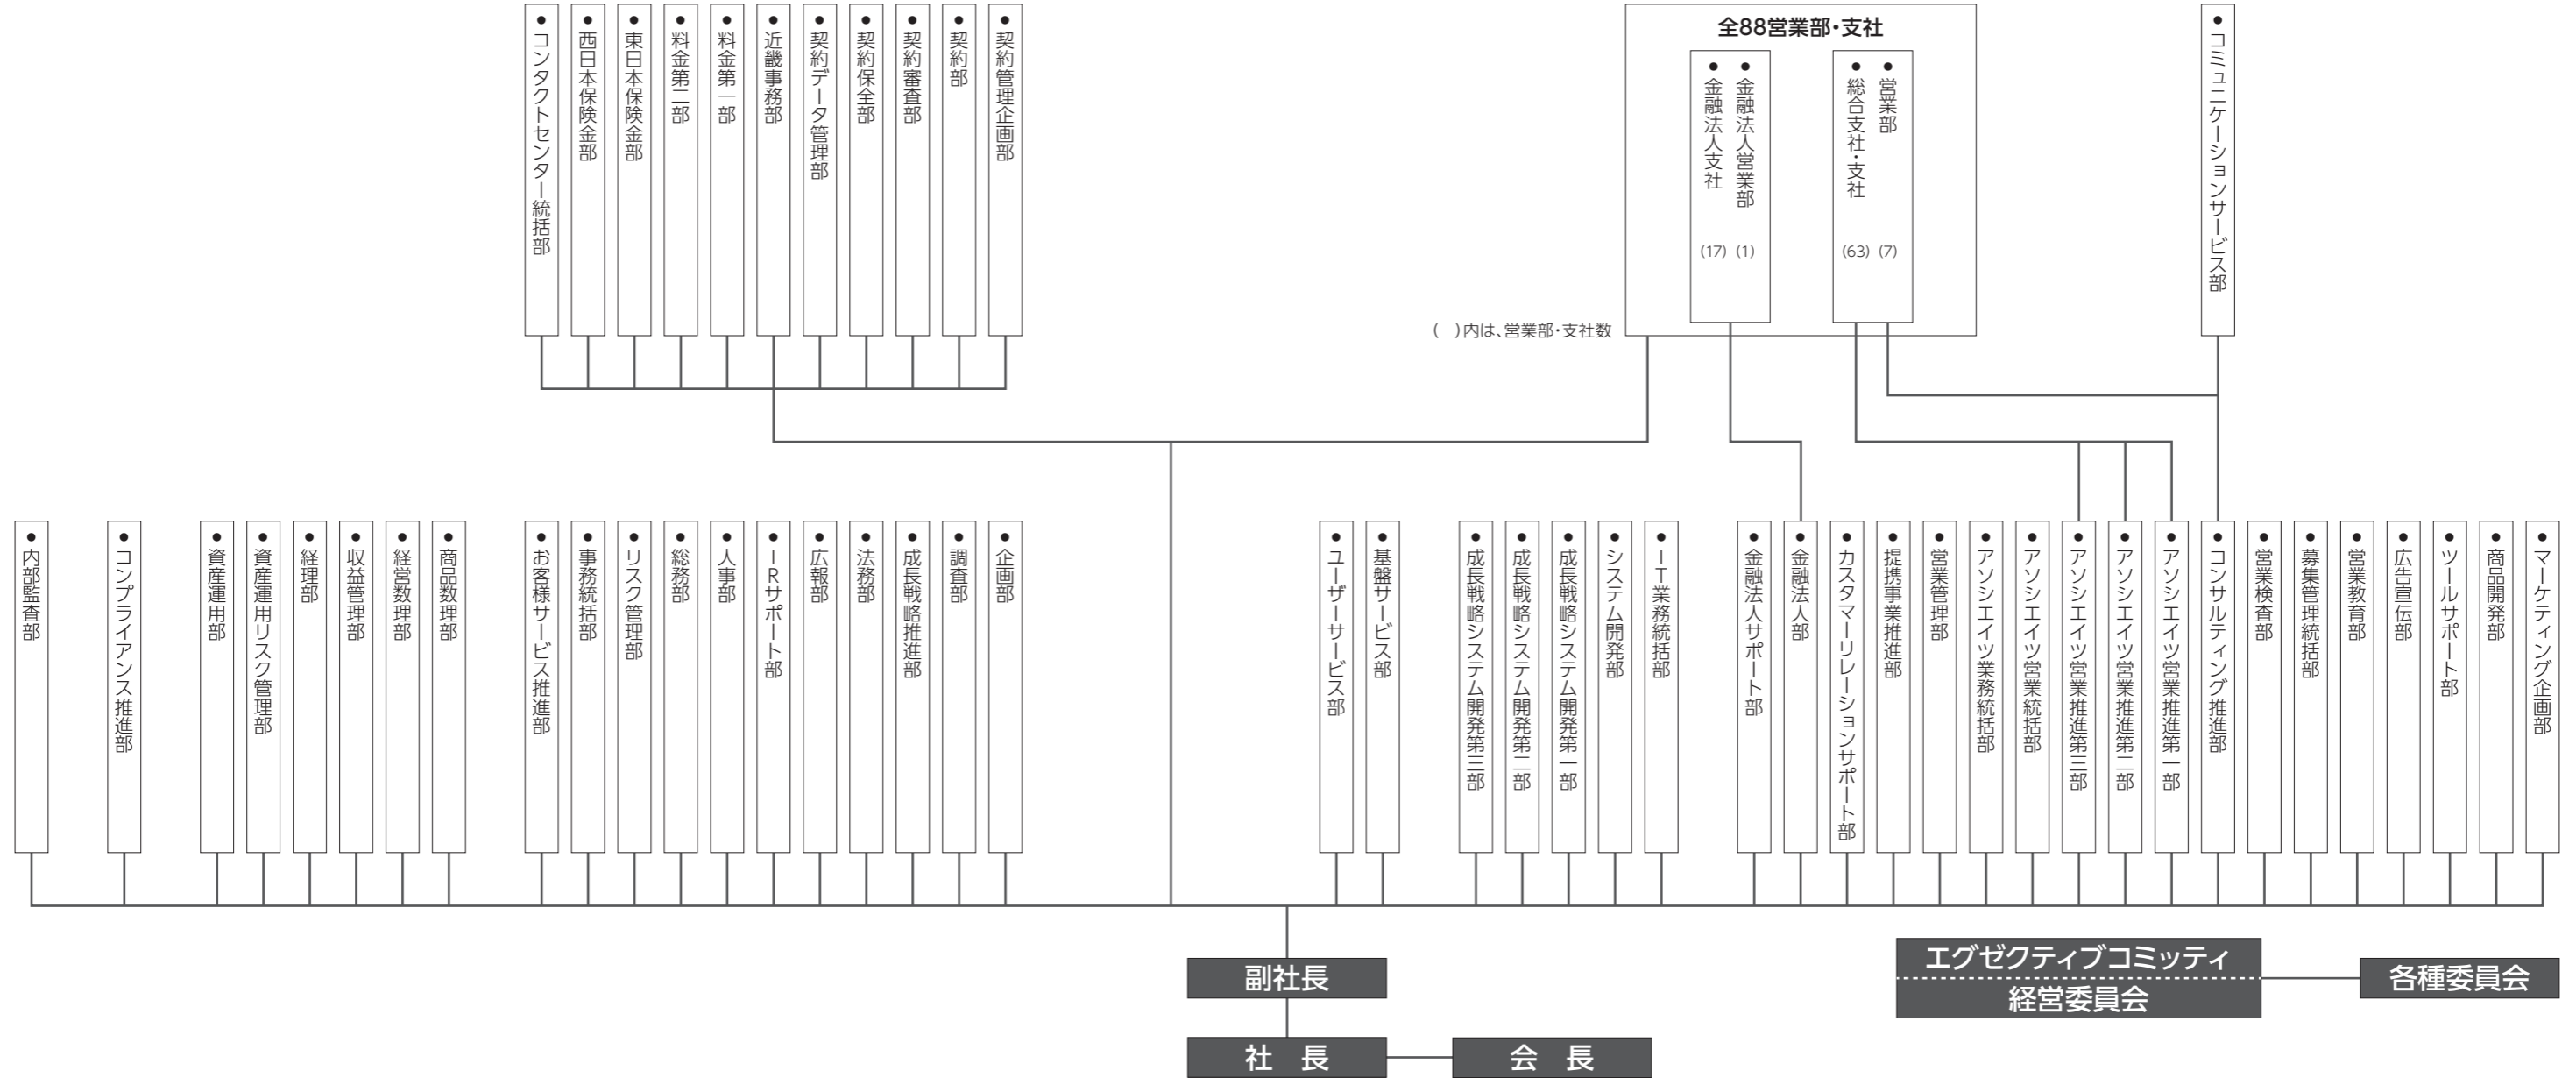 契約管理企画部
契約部
契約審査部
契約保全部
契約データ管理部
近畿事務部
料金第一部
料金第二部
東日本保険金部
西日本保険金部
コンタクトセンター統括部
全88営業部・支社
営業部 (7)
総合支社・支社 (63)
金融法人営業部 (1)
金融法人支社 (17)
( )内は、営業部・支社数
コミュニケーションサービス部
マーケティング企画部
商品開発部
ツールサポート部
広告宣伝部
営業教育部
募集管理統括部
営業検査部
コンサルティング推進部
アソシエイツ営業推進第一部
アソシエイツ営業推進第二部
アソシエイツ営業推進第三部
アソシエイツ営業統括部
アソシエイツ業務統括部
営業管理部
提携事業推進部
カスタマーリレーションサポート部
金融法人部
金融法人サポート部
IT業務統括部
システム開発部
成長戦略システム開発第一部
成長戦略システム開発第二部
成長戦略システム開発第三部
基盤サービス部
ユーザーサービス部
企画部
調査部
成長戦略推進部
法務部
広報部
IRサポート部
人事部
総務部
リスク管理部
事務統括部
お客様サービス推進部
商品数理部
経営数理部
収益管理部
経理部
資産運用リスク管理部
資産運用部
コンプライアンス推進部
内部監査部
副社長
社 長
会 長
エグゼクティブコミッティ
経営委員会
各種委員会